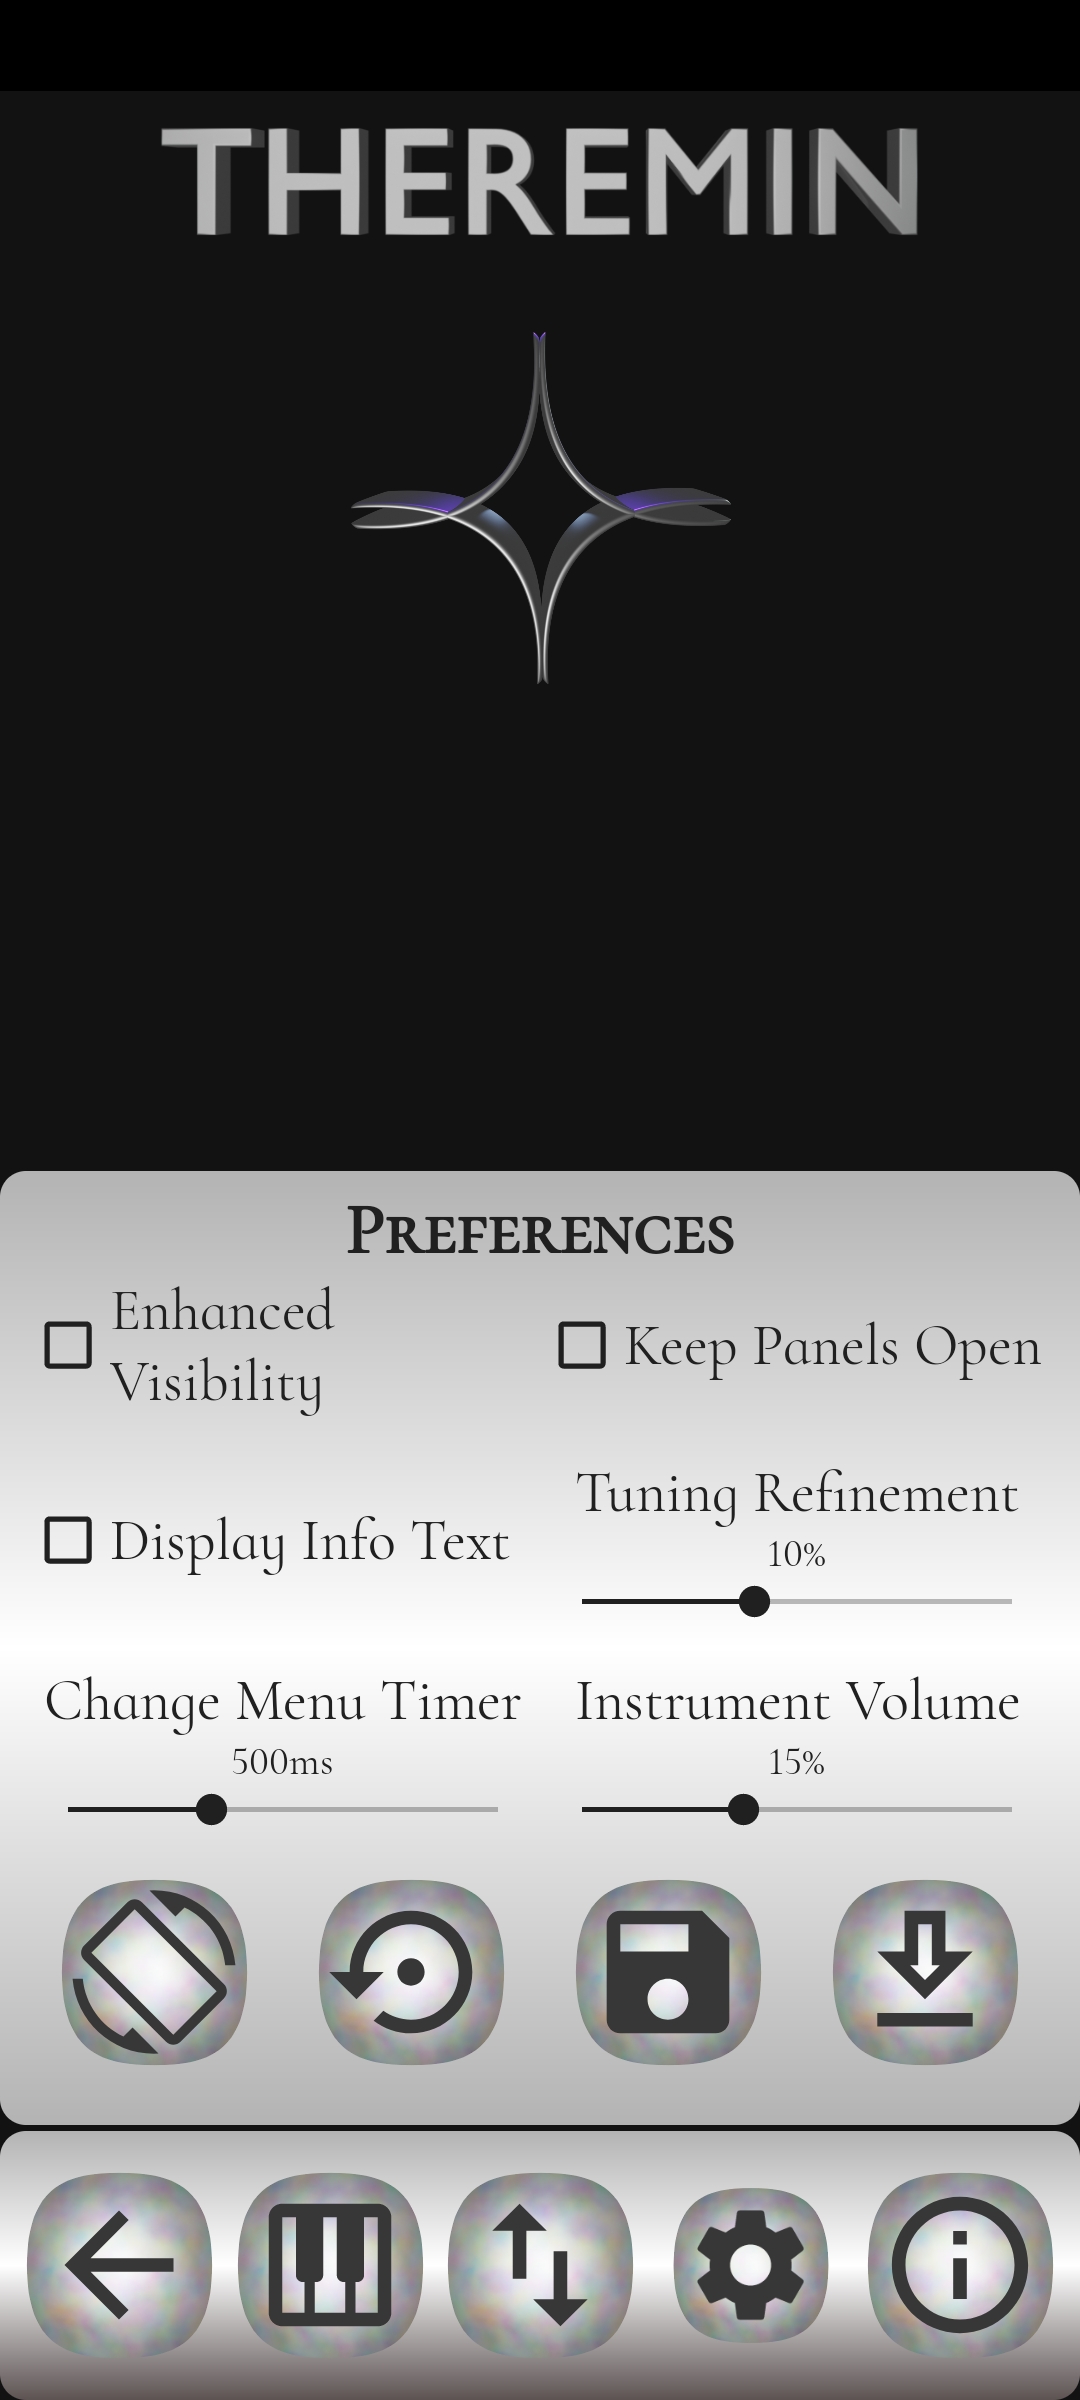 THEREMIN
Preferences
Enhanced
Visibility
Keep Panels Open
Display Info Text
Tuning Refinement
10%
Change Menu Timer
500ms
Instrument Volume
15%